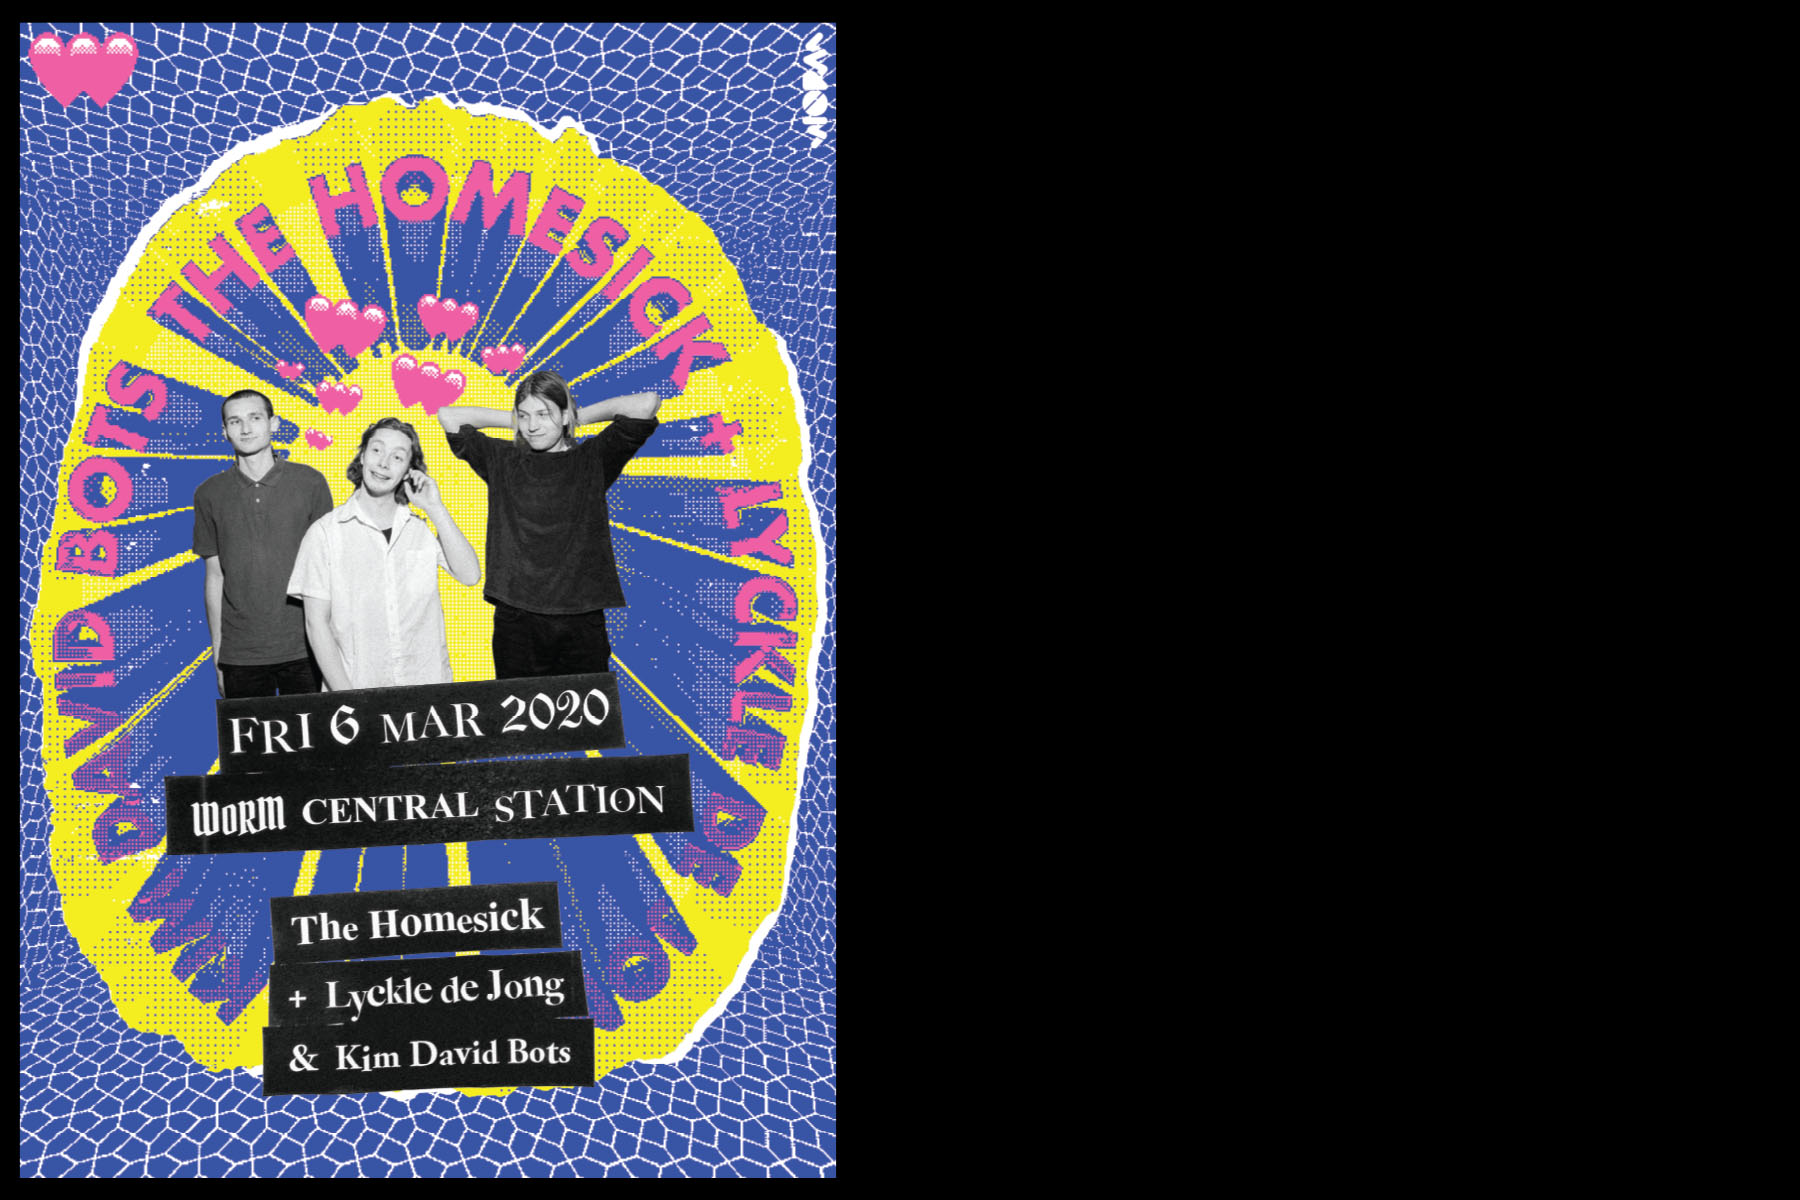 WORM
THE HOMESICK + LYCKLE DE JO
DAVID BOTS
FRI 6 MAR 2020
WORM CENTRAL STATION
The Homesick
+ Lyckle de Jong
& Kim David Bots